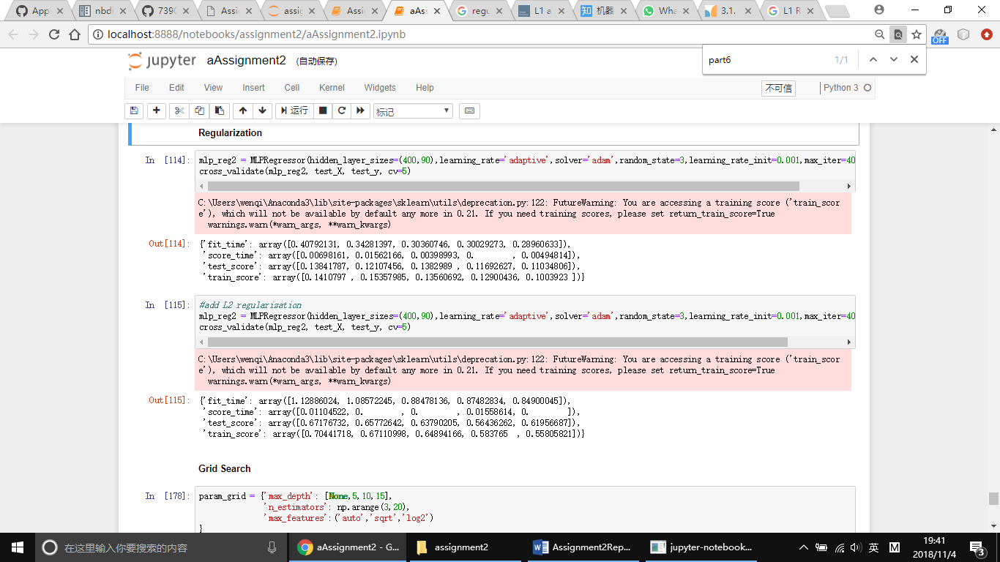 App
nbdi
7390
Assi
assig
Assi
aAss
regu
L1 a
知 机器
Wha
3.1.
L1 R
localhost:8888/notebooks/assignment2/aAssignment2.ipynb
OFF
part6 1/1
jupyter aAssignment2 (自动保存)
File Edit View Insert Cell Kernel Widgets Help 不可信 Python 3
运行 标记
Regularization
In [114]: mlp_reg2 = MLPRegressor(hidden_layer_sizes=(400,90),learning_rate='adaptive',solver='adam',random_state=3,learning_rate_init=0.001,max_iter=40
cross_validate(mlp_reg2, test_X, test_y, cv=5)
C:\Users\wenqi\Anaconda3\lib\site-packages\sklearn\utils\deprecation.py:122: FutureWarning: You are accessing a training score ('train_scor
e'), which will not be available by default any more in 0.21. If you need training scores, please set return_train_score=True
warnings.warn(*warn_args, **warn_kwargs)
Out[114]: {'fit_time': array([0.40792131, 0.34281397, 0.30360746, 0.30029273, 0.28960633]),
'score_time': array([0.00698161, 0.01562166, 0.00398993, 0. , 0.00494814]),
'test_score': array([0.13841787, 0.12107456, 0.1382989 , 0.11692627, 0.11034806]),
'train_score': array([0.1410797 , 0.15357985, 0.13560692, 0.12900436, 0.1003923 ])}
In [115]: #add L2 regularization
mlp_reg2 = MLPRegressor(hidden_layer_sizes=(400,90),learning_rate='adaptive',solver='adam',random_state=3,learning_rate_init=0.001,max_iter=40
cross_validate(mlp_reg2, test_X, test_y, cv=5)
C:\Users\wenqi\Anaconda3\lib\site-packages\sklearn\utils\deprecation.py:122: FutureWarning: You are accessing a training score ('train_scor
e'), which will not be available by default any more in 0.21. If you need training scores, please set return_train_score=True
warnings.warn(*warn_args, **warn_kwargs)
Out[115]: {'fit_time': array([1.12886024, 1.08572245, 0.88478136, 0.87482834, 0.84900045]),
'score_time': array([0.01104522, 0. , 0. , 0.01558614, 0. ]),
'test_score': array([0.67176732, 0.65772642, 0.63790205, 0.56436262, 0.61956687]),
'train_score': array([0.70441718, 0.67110998, 0.64894166, 0.583765 , 0.55805821])}
Grid Search
In [178]: param_grid = {'max_depth': [None,5,10,15],
'n_estimators': np.arange(3,20),
'max_features':('auto','sqrt','log2')
}
在这里输入你要搜索的内容
aAssignment2 - G...
assignment2
Assignment2Rep...
jupyter-notebook...
英 M
19:41
2018/11/4
3